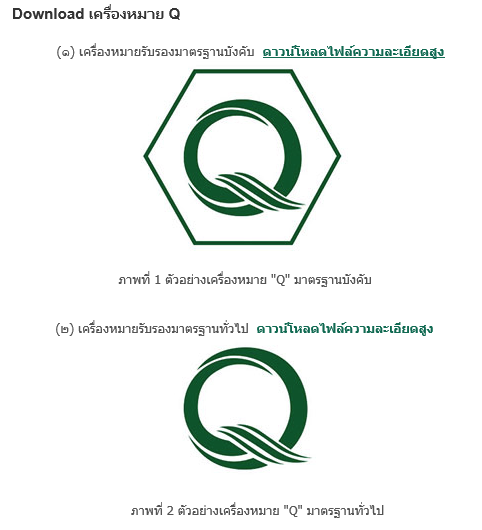 Download เครื่องหมาย Q
(๑) เครื่องหมายรับรองมาตรฐานบังคับ ดาวน์โหลดไฟล์ความละเอียดสูง
Q
ภาพที่ 1 ตัวอย่างเครื่องหมาย "Q" มาตรฐานบังคับ
(๒) เครื่องหมายรับรองมาตรฐานทั่วไป ดาวน์โหลดไฟล์ความละเอียดสูง
Q
ภาพที่ 2 ตัวอย่างเครื่องหมาย "Q" มาตรฐานทั่วไป